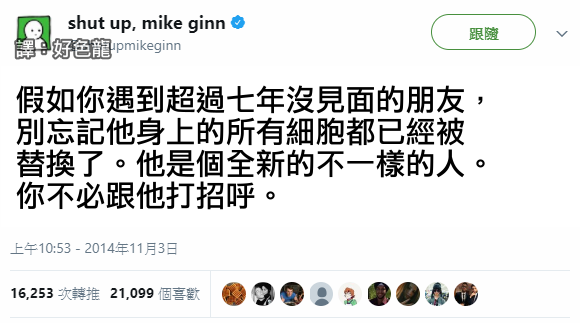 shut up, mike ginn
譯：好色龍
upmikeginn
跟隨
假如你遇到超過七年沒見面的朋友，
別忘記他身上的所有細胞都已經被
替換了。他是個全新的不一樣的人。
你不必跟他打招呼。
上午10:53 - 2014年11月3日
16,253 次轉推 21,099 個喜歡